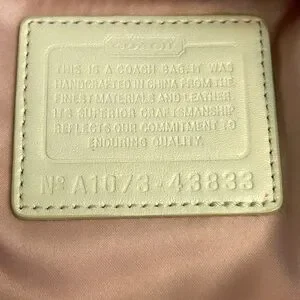 COACH
THIS IS A COACH BAG.IT WAS
HANDCRAFTED IN CHINA FROM THE
FINEST MATERIALS AND LEATHER
IT'S SUPERIOR CRAFTSMANSHIP
REFLECTS OUR COMMITMENT TO
ENDURING QUALITY.
Nº A1073-43833